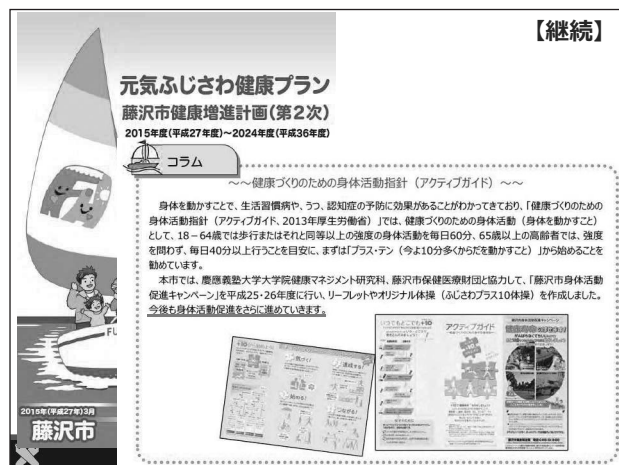 【継続】
元気ふじさわ健康プラン
藤沢市健康増進計画(第2次)
2015年度(平成27年度)～2024年度(平成36年度)
コラム
～～健康づくりのための身体活動指針（アクティブガイド）～～
身体を動かすことで、生活習慣病や、うつ、認知症の予防に効果があることがわかってきており、「健康づくりのための
身体活動指針（アクティブガイド、2013年厚生労働省）」では、健康づくりのための身体活動（身体を動かすこと）
として、18－64歳では歩行またはそれと同等以上の強度の身体活動を毎日60分、65歳以上の高齢者では、強度
を問わず、毎日40分以上行うことを目安に、まずは「プラス・テン（今より10分多くからだを動かすこと）」から始めることを
勧めています。
本市では、慶應義塾大学大学院健康マネジメント研究科、藤沢市保健医療財団と協力して、「藤沢市身体活動
促進キャンペーン」を平成25・26年度に行い、リーフレットやオリジナル体操（ふじさわプラス10体操）を作成しました。
今後も身体活動促進をさらに進めていきます。
いつでもどこでも+10
アクティブガイド
FU
2015年(平成27年)3月
藤沢市